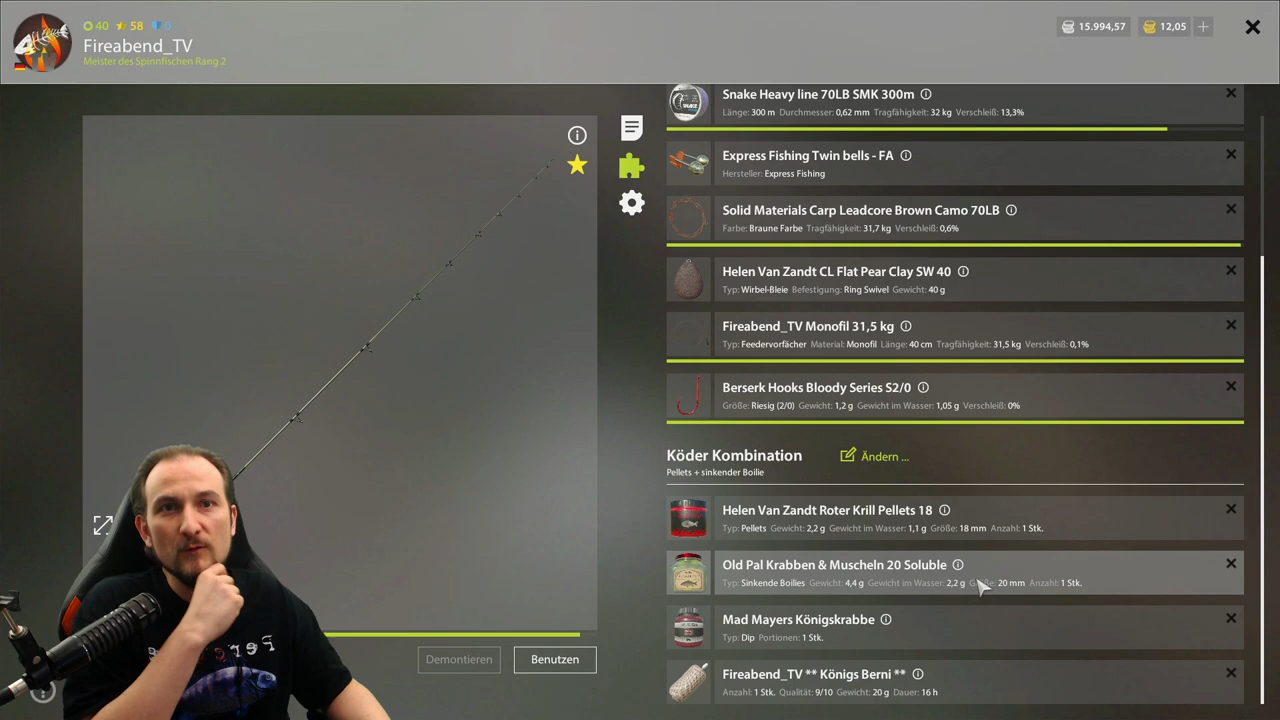 40 58 0
Fireabend_TV
Meister des Spinnfischen Rang 2
15.994,57
12,05
Snake Heavy line 70LB SMK 300m
Länge: 300 m Durchmesser: 0,62 mm Tragfähigkeit: 32 kg Verschleiß: 13,3%
Express Fishing Twin bells - FA
Hersteller: Express Fishing
Solid Materials Carp Leadcore Brown Camo 70LB
Farbe: Braune Farbe Tragfähigkeit: 31,7 kg Verschleiß: 0,6%
Helen Van Zandt CL Flat Pear Clay SW 40
Typ: Wirbel-Bleie Befestigung: Ring Swivel Gewicht: 40 g
Fireabend_TV Monofil 31,5 kg
Typ: Feedervorfächer Material: Monofil Länge: 40 cm Tragfähigkeit: 31,5 kg Verschleiß: 0,1%
Berserk Hooks Bloody Series S2/0
Größe: Riesig (2/0) Gewicht: 1,2 g Gewicht im Wasser: 1,05 g Verschleiß: 0%
Köder Kombination
Ändern ...
Pellets + sinkender Boilie
Helen Van Zandt Roter Krill Pellets 18
Typ: Pellets Gewicht: 2,2 g Gewicht im Wasser: 1,1 g Größe: 18 mm Anzahl: 1 Stk.
Old Pal Krabben & Muscheln 20 Soluble
Typ: Sinkende Boilies Gewicht: 4,4 g Gewicht im Wasser: 2,2 g Größe: 20 mm Anzahl: 1 Stk.
Mad Mayers Königskrabbe
Typ: Dip Portionen: 1 Stk.
Fireabend_TV ** Königs Berni **
Anzahl: 1 Stk. Qualität: 9/10 Gewicht: 20 g Dauer: 16 h
Demontieren
Benutzen